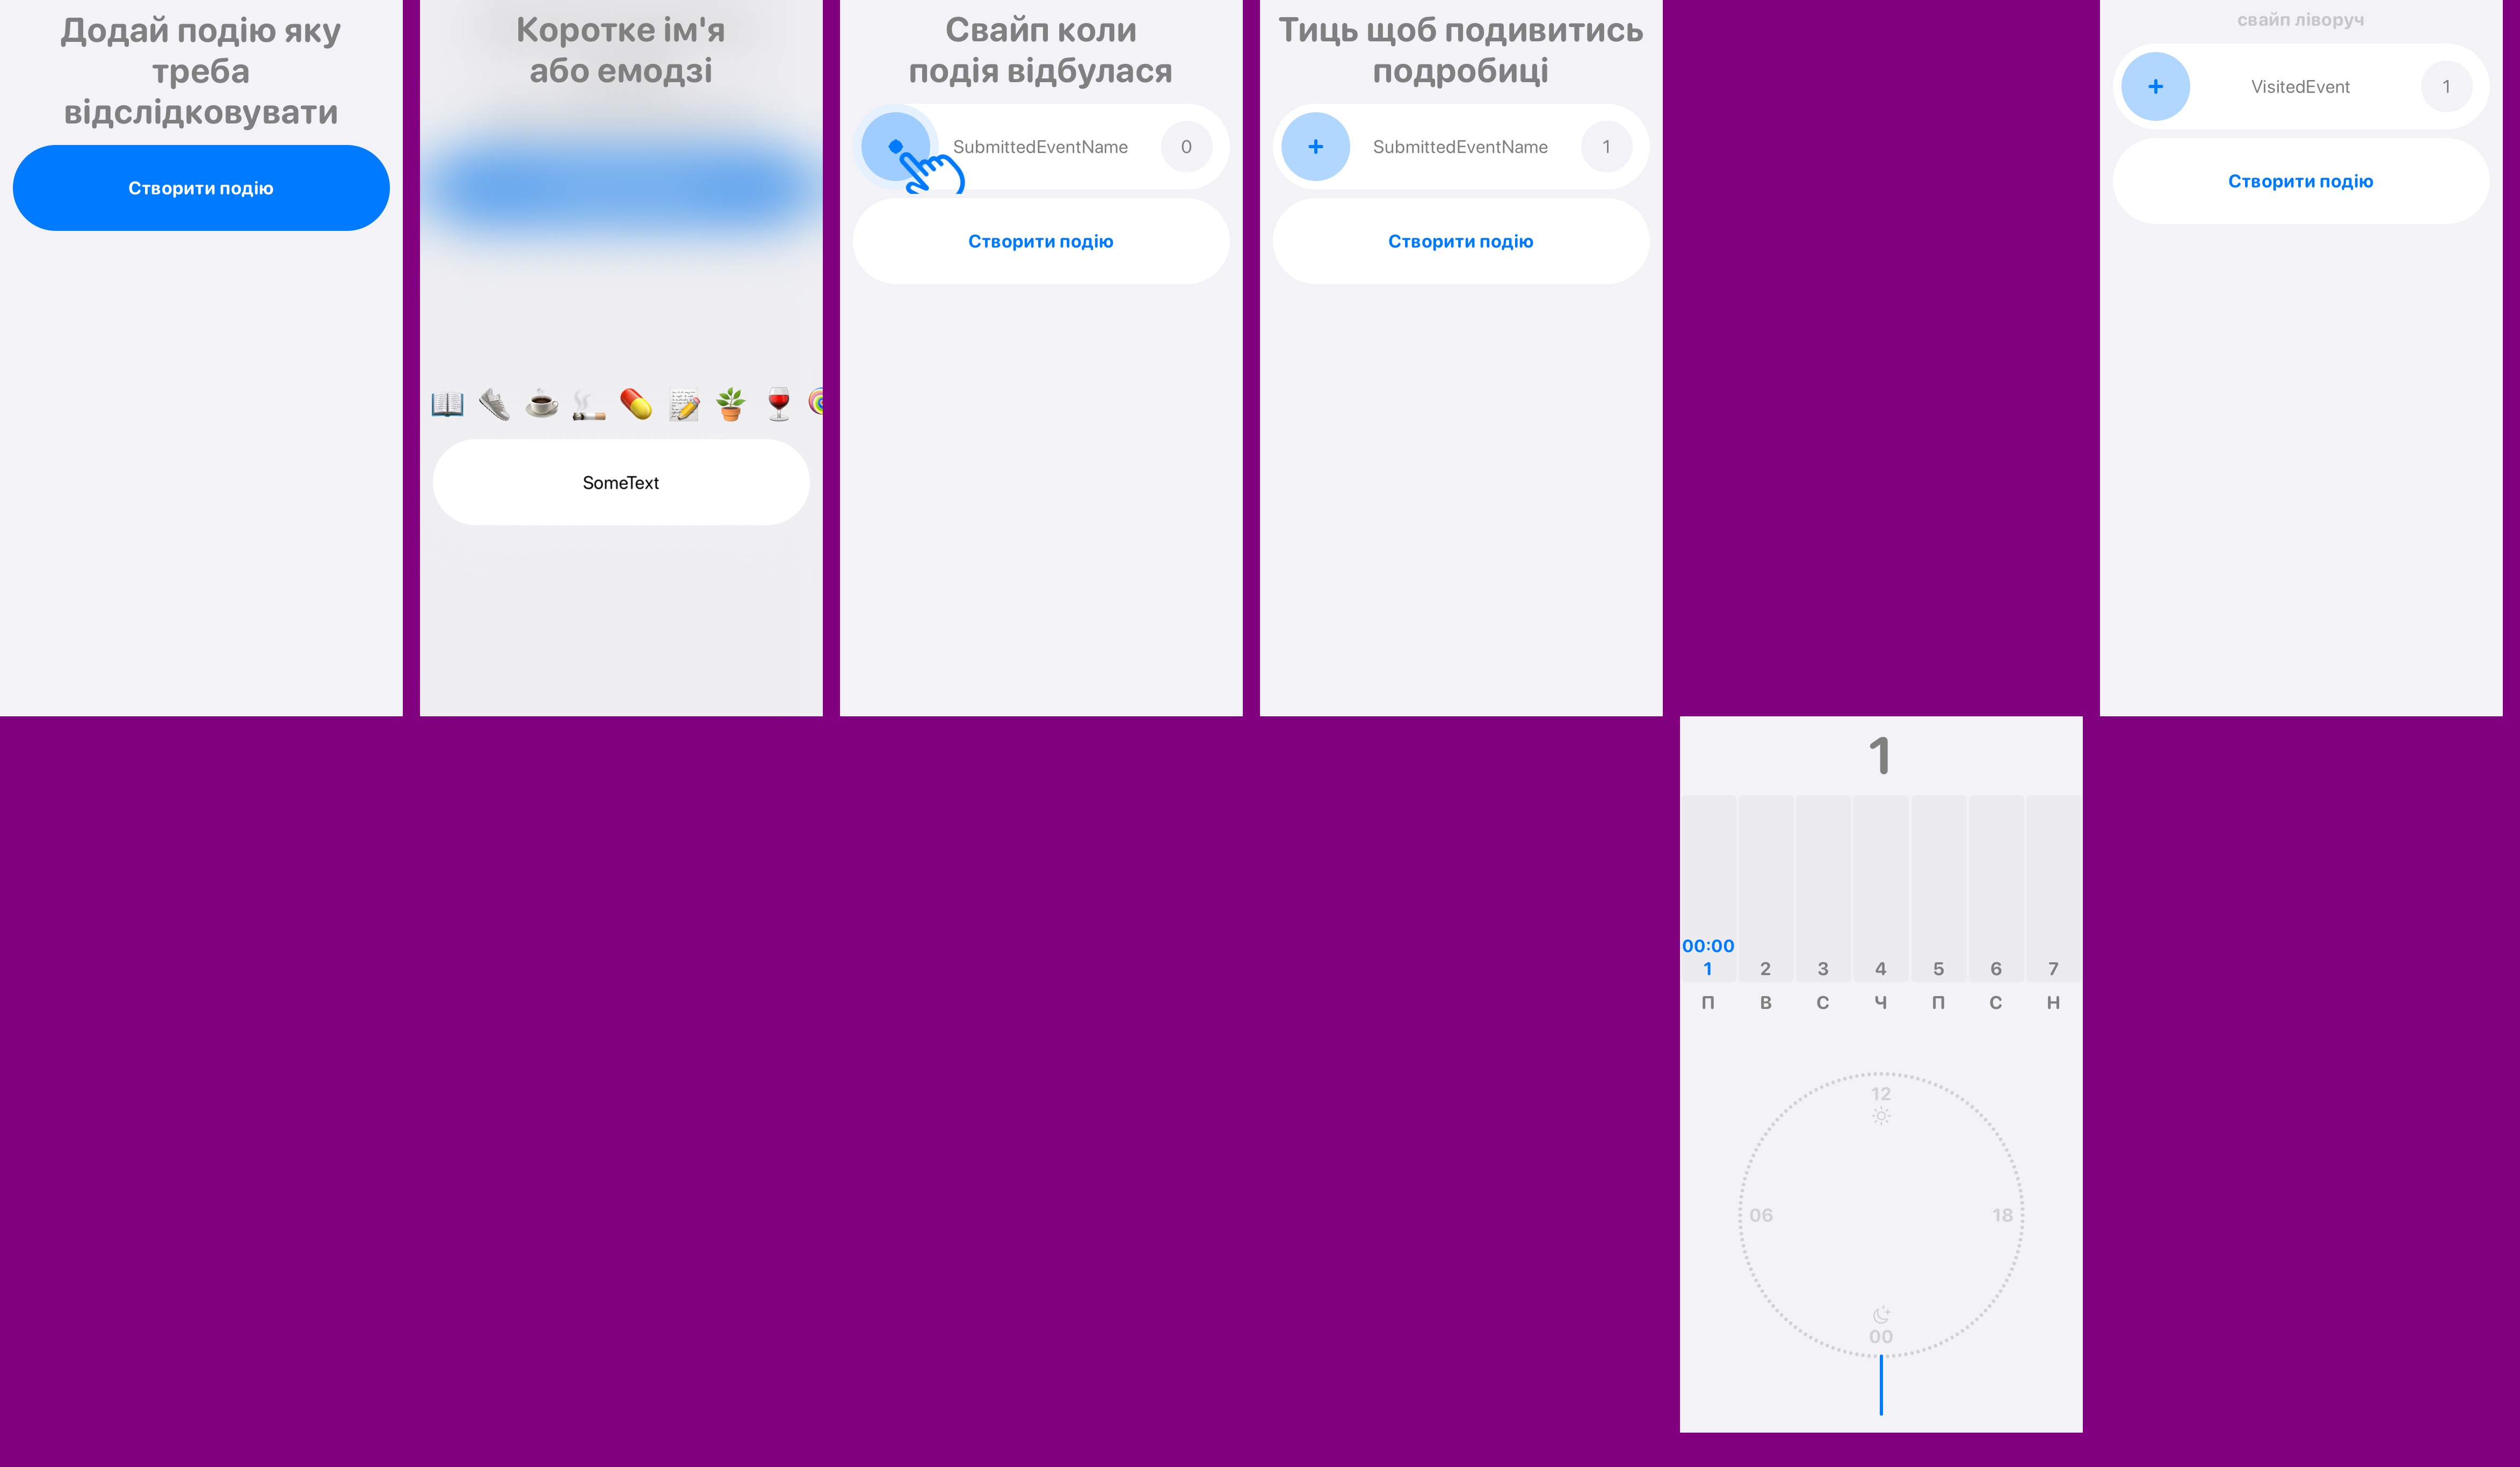 Додай подію яку
треба
відслідковувати
Створити подію
Коротке ім'я
або емодзі
SomeText
Свайп коли
подія відбулася
SubmittedEventName
0
Створити подію
Тиць щоб подивитись
подробиці
+
SubmittedEventName
1
Створити подію
свайп ліворуч
+
VisitedEvent
1
Створити подію
1
00:00
1 2 3 4 5 6 7
П В С Ч П С Н
12
06 18
00